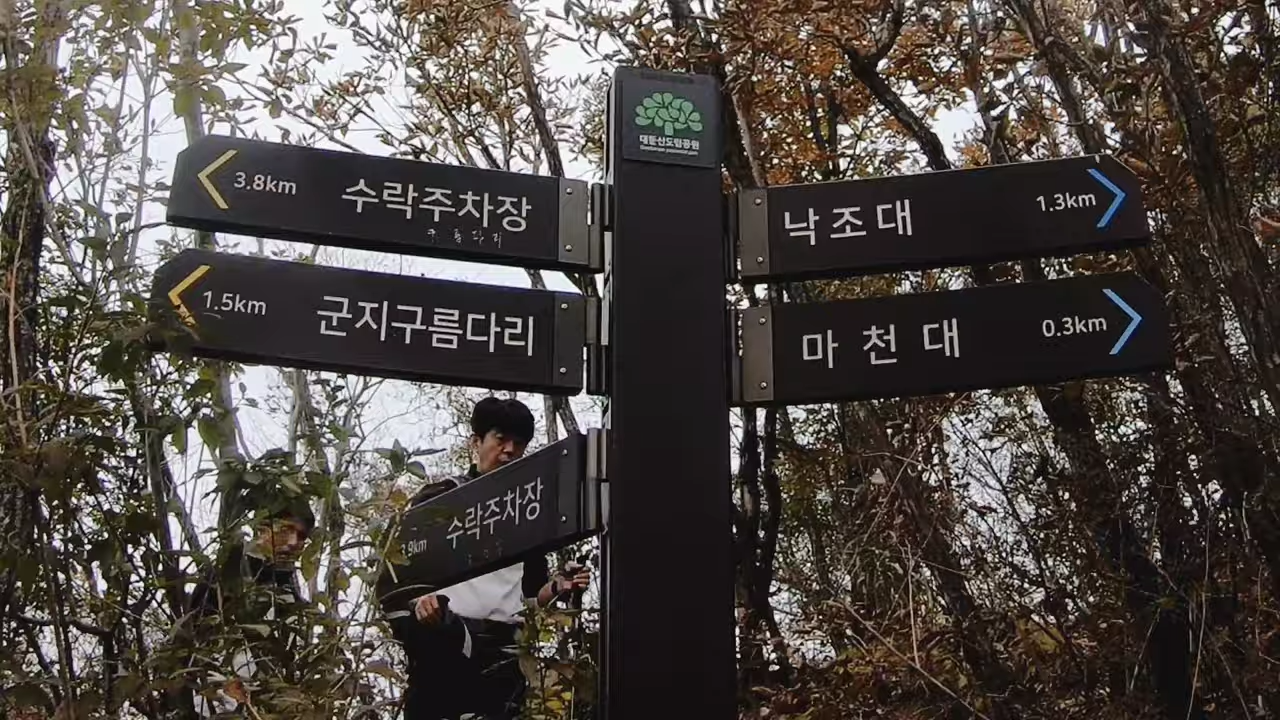 대둔산도립공원
3.8km 수락주차장
1.5km 군지구름다리
수락주차장
낙조대 1.3km
마천대 0.3km